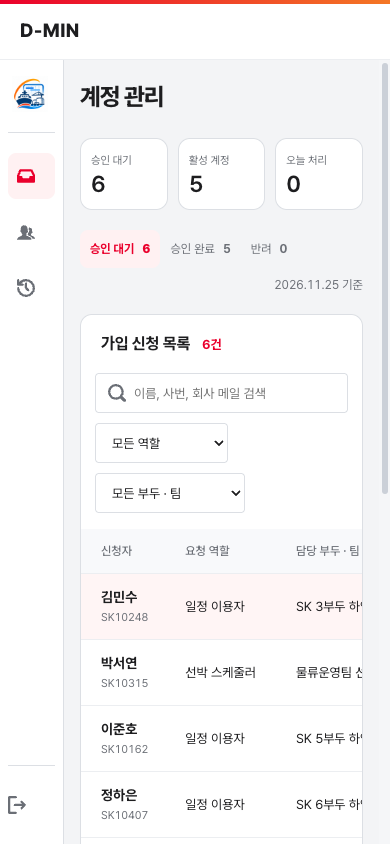 D-MIN
계정 관리
승인 대기 활성 계정 오늘 처리
6 5 0
승인 대기 6 승인 완료 5 반려 0
2026.11.25 기준
가입 신청 목록 6건
이름, 사번, 회사 메일 검색
모든 역할
모든 부두 · 팀
신청자 요청 역할 담당 부두 · 팀
김민수
SK10248
일정 이용자 SK 3부두
박서연
SK10315
선박 스케줄러 물류운영팀
이준호
SK10162
일정 이용자 SK 5부두
정하은
SK10407
일정 이용자 SK 6부두